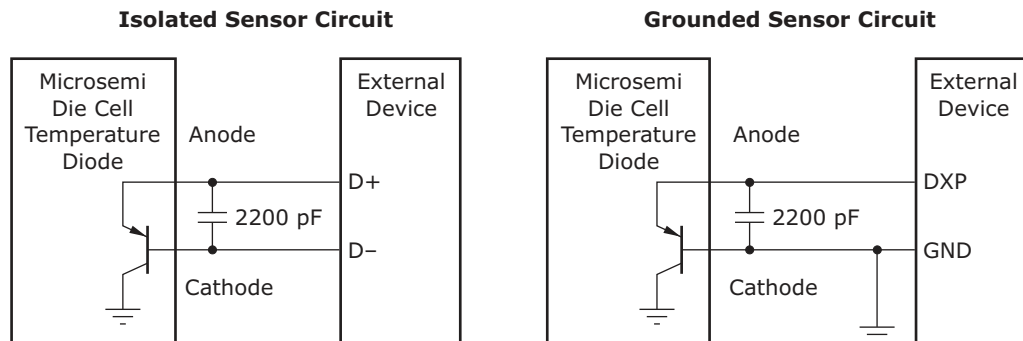 Isolated Sensor Circuit
Microsemi
Die Cell
Temperature
Diode
Anode
External
Device
D+
2200 pF
D–
Cathode
Grounded Sensor Circuit
Microsemi
Die Cell
Temperature
Diode
Anode
External
Device
DXP
2200 pF
GND
Cathode